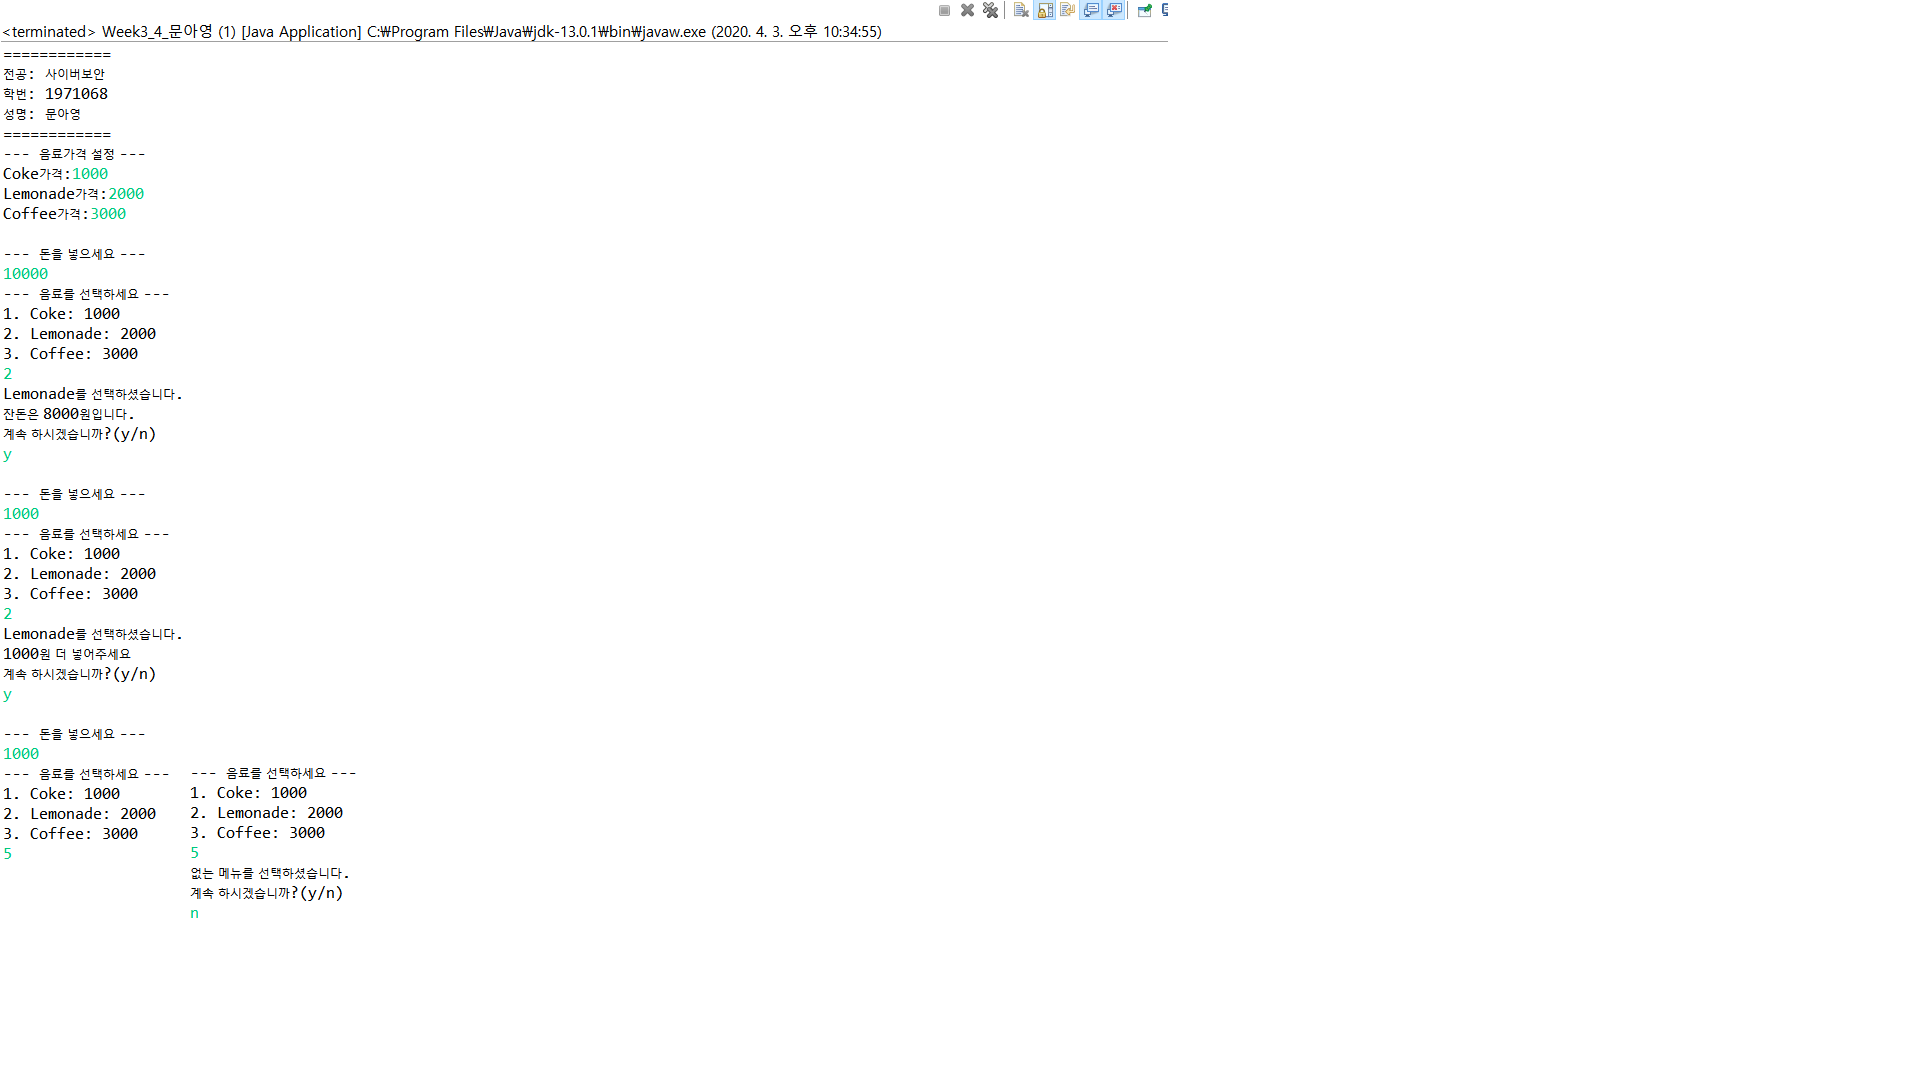 <terminated> Week3_4_문아영 (1) [Java Application] C:₩Program Files₩Java₩jdk-13.0.1₩bin₩javaw.exe (2020. 4. 3. 오후 10:34:55)
============
전공: 사이버보안
학번: 1971068
성명: 문아영
============
--- 음료가격 설정 ---
Coke가격:1000
Lemonade가격:2000
Coffee가격:3000

--- 돈을 넣으세요 ---
10000
--- 음료를 선택하세요 ---
1. Coke: 1000
2. Lemonade: 2000
3. Coffee: 3000
2
Lemonade를 선택하셨습니다.
잔돈은 8000원입니다.
계속 하시겠습니까?(y/n)
y

--- 돈을 넣으세요 ---
1000
--- 음료를 선택하세요 ---
1. Coke: 1000
2. Lemonade: 2000
3. Coffee: 3000
2
Lemonade를 선택하셨습니다.
1000원 더 넣어주세요
계속 하시겠습니까?(y/n)
y

--- 돈을 넣으세요 ---
1000
--- 음료를 선택하세요 ---
1. Coke: 1000
2. Lemonade: 2000
3. Coffee: 3000
5
--- 음료를 선택하세요 ---
1. Coke: 1000
2. Lemonade: 2000
3. Coffee: 3000
5
없는 메뉴를 선택하셨습니다.
계속 하시겠습니까?(y/n)
n